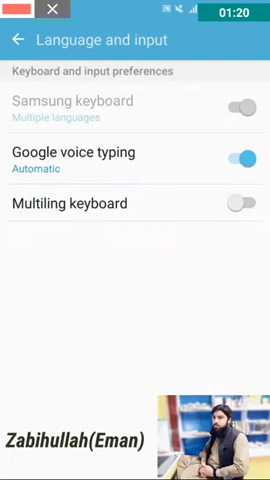 01:20
Language and input
Keyboard and input preferences
Samsung keyboard
Multiple languages
Google voice typing
Automatic
Multiling keyboard
Zabihullah(Eman)